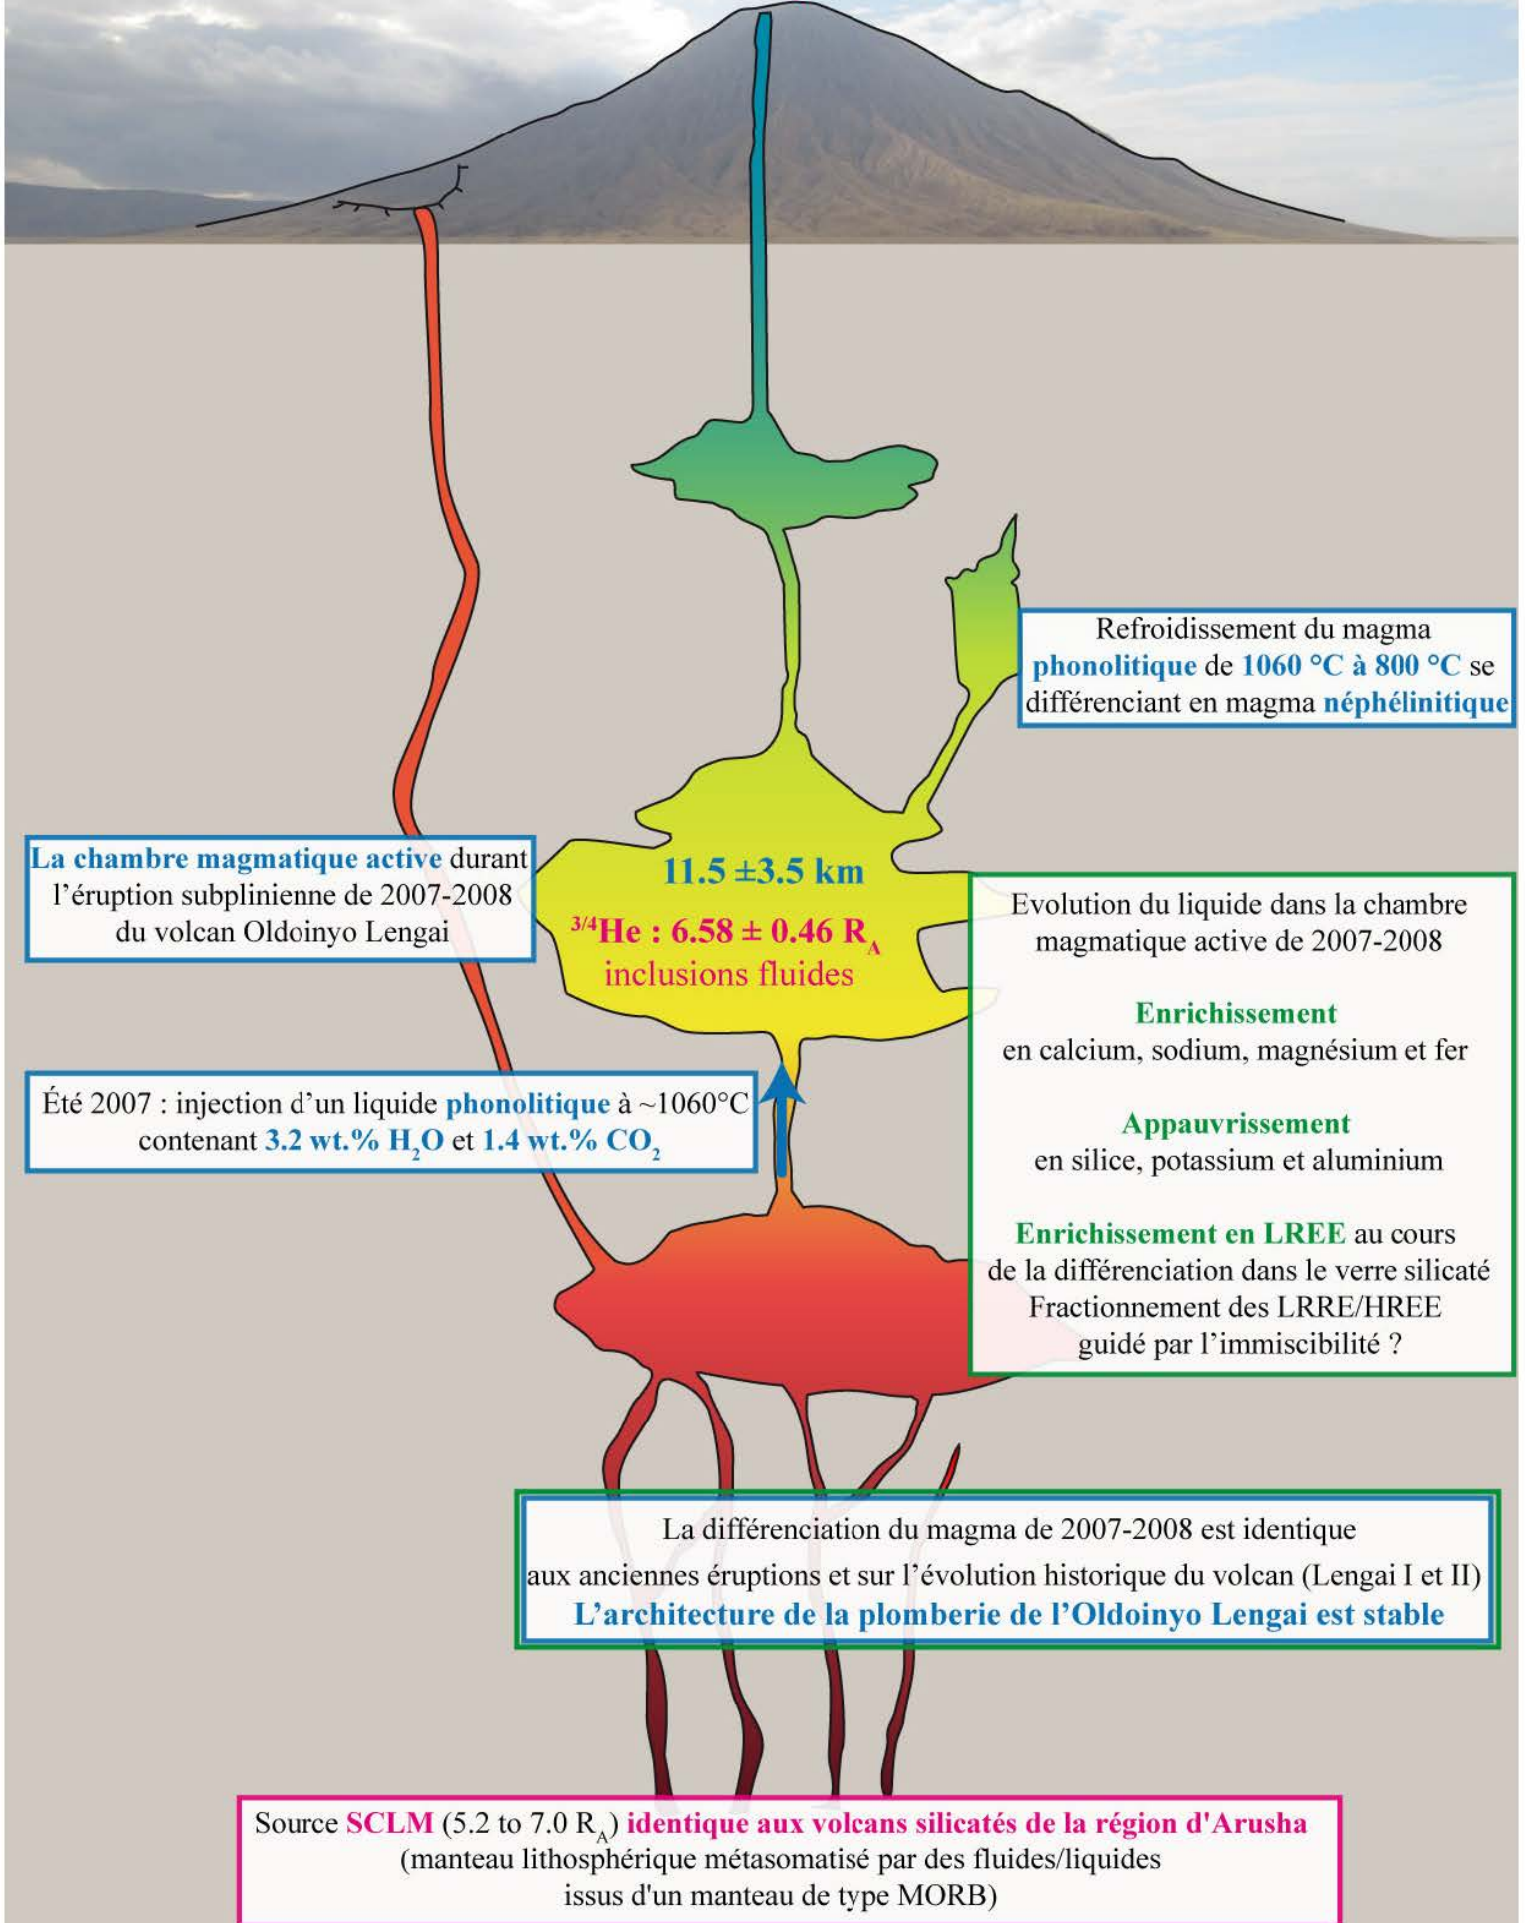 Refroidissement du magma
phonolitique de 1060 °C à 800 °C se
différenciant en magma néphélinitique
La chambre magmatique active durant
l'éruption subplinienne de 2007-2008
du volcan Oldoinyo Lengai
11.5 ±3.5 km
3/4He : 6.58 ± 0.46 RA
inclusions fluides
Evolution du liquide dans la chambre
magmatique active de 2007-2008
Enrichissement
en calcium, sodium, magnésium et fer
Appauvrissement
en silice, potassium et aluminium
Enrichissement en LREE au cours
de la différenciation dans le verre silicaté
Fractionnement des LRRE/HREE
guidé par l'immiscibilité ?
Été 2007 : injection d'un liquide phonolitique à ~1060°C
contenant 3.2 wt.% H2O et 1.4 wt.% CO2
La différenciation du magma de 2007-2008 est identique
aux anciennes éruptions et sur l'évolution historique du volcan (Lengai I et II)
L'architecture de la plomberie de l'Oldoinyo Lengai est stable
Source SCLM (5.2 to 7.0 RA) identique aux volcans silicatés de la région d'Arusha
(manteau lithosphérique métasomatisé par des fluides/liquides
issus d'un manteau de type MORB)